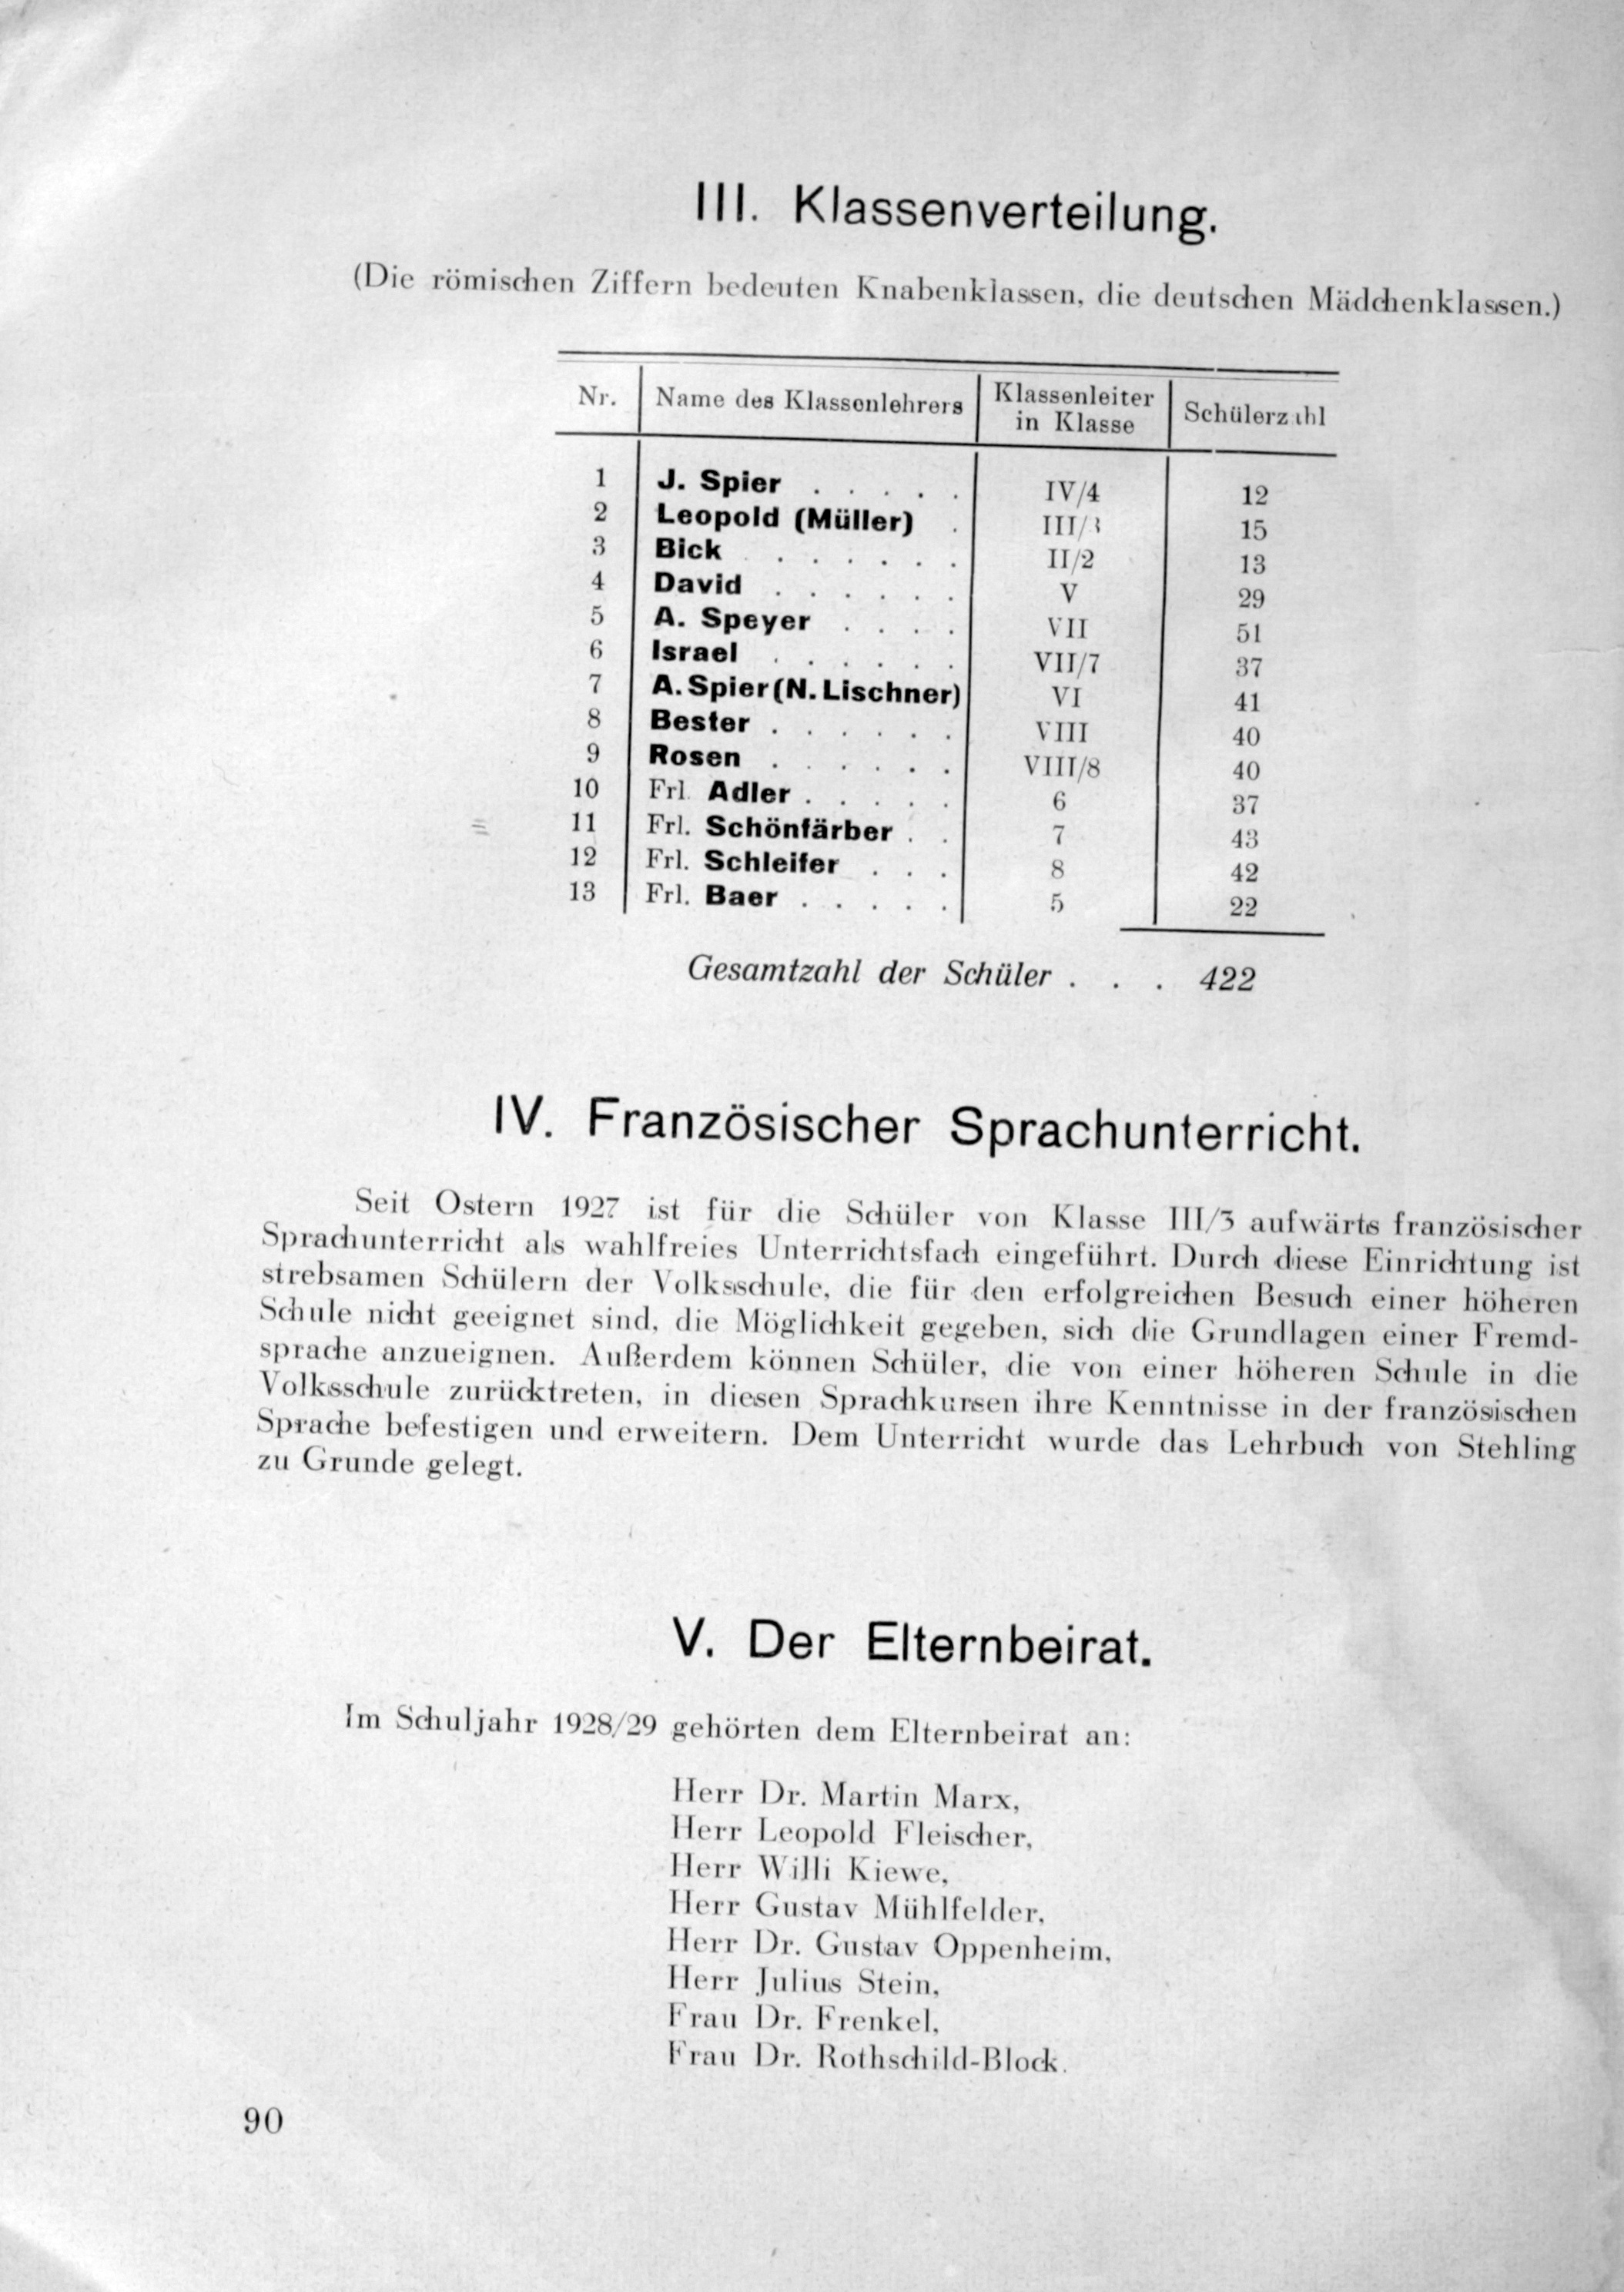 III. Klassenverteilung.
(Die römischen Ziffern bedeuten Knabenklassen, die deutschen Mädchenklassen.)
Nr. Name des Klassenlehrers Klassenleiter in Klasse Schülerzahl
1 J. Spier . . . . . IV/4 12
2 Leopold (Müller) . III/3 15
3 Bick . . . . . . II/2 13
4 David . . . . . . V 29
5 A. Speyer . . . . VII 51
6 Israel . . . . . . VII/7 37
7 A. Spier (N. Lischner) VI 41
8 Bester . . . . . . VIII 40
9 Rosen . . . . . . VIII/8 40
10 Frl. Adler . . . . . 6 37
11 Frl. Schönfärber . . 7 43
12 Frl. Schleifer . . . 8 42
13 Frl. Baer . . . . . 5 22
Gesamtzahl der Schüler . . . 422
IV. Französischer Sprachunterricht.
Seit Ostern 1927 ist für die Schüler von Klasse III/3 aufwärts französischer
Sprachunterricht als wahlfreies Unterrichtsfach eingeführt. Durch diese Einrichtung ist
strebsamen Schülern der Volksschule, die für den erfolgreichen Besuch einer höheren
Schule nicht geeignet sind, die Möglichkeit gegeben, sich die Grundlagen einer Fremd-
sprache anzueignen. Außerdem können Schüler, die von einer höheren Schule in die
Volksschule zurücktreten, in diesen Sprachkursen ihre Kenntnisse in der französischen
Sprache befestigen und erweitern. Dem Unterricht wurde das Lehrbuch von Stehling
zu Grunde gelegt.
V. Der Elternbeirat.
Im Schuljahr 1928/29 gehörten dem Elternbeirat an:
Herr Dr. Martin Marx,
Herr Leopold Fleischer,
Herr Willi Kiewe,
Herr Gustav Mühlfelder,
Herr Dr. Gustav Oppenheim,
Herr Julius Stein,
Frau Dr. Frenkel,
Frau Dr. Rothschild-Block.
90